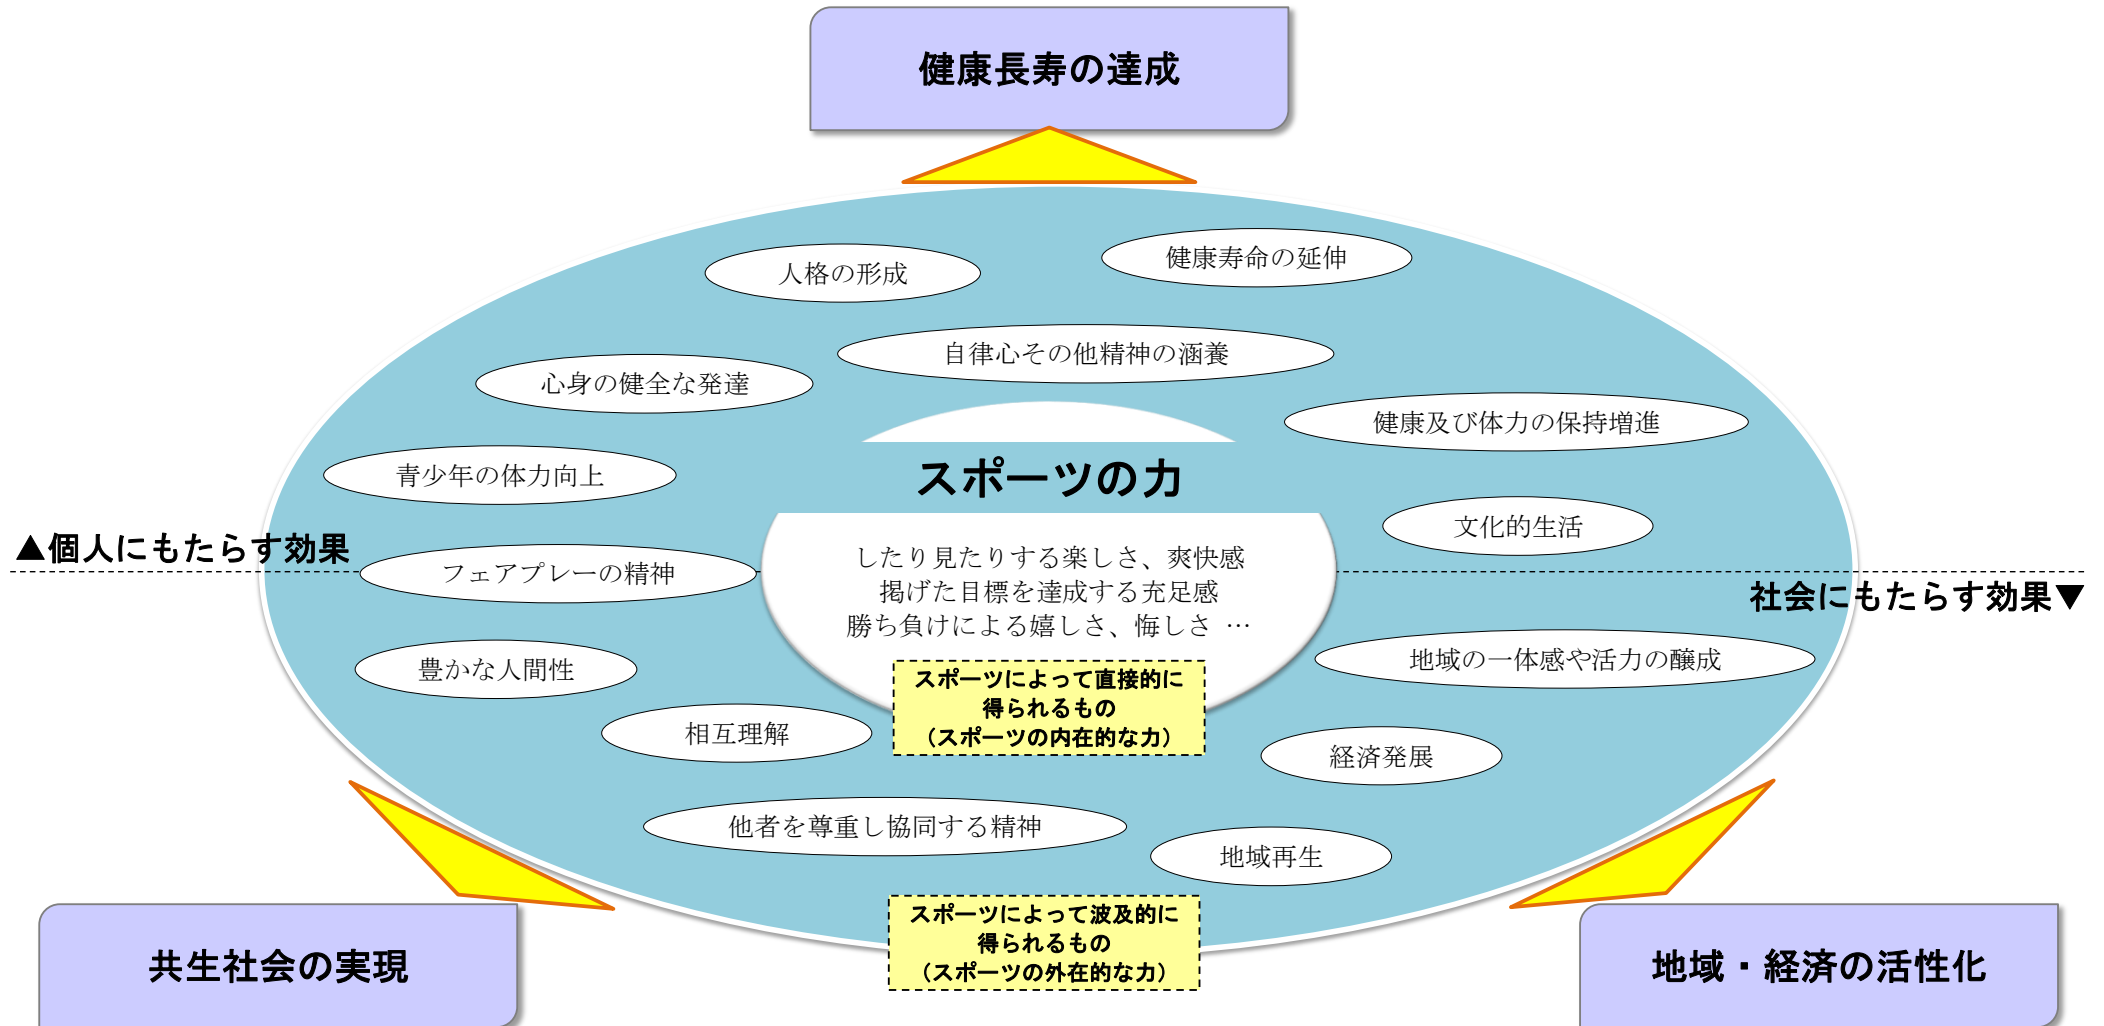 健康長寿の達成
人格の形成
健康寿命の延伸
自律心その他精神の涵養
心身の健全な発達
健康及び体力の保持増進
青少年の体力向上
スポーツの力
文化的生活
▲個人にもたらす効果
フェアプレーの精神
したり見たりする楽しさ、爽快感
掲げた目標を達成する充足感
勝ち負けによる嬉しさ、悔しさ …
社会にもたらす効果▼
豊かな人間性
地域の一体感や活力の醸成
スポーツによって直接的に
得られるもの
（スポーツの内在的な力）
相互理解
経済発展
他者を尊重し協同する精神
地域再生
スポーツによって波及的に
得られるもの
（スポーツの外在的な力）
共生社会の実現
地域・経済の活性化